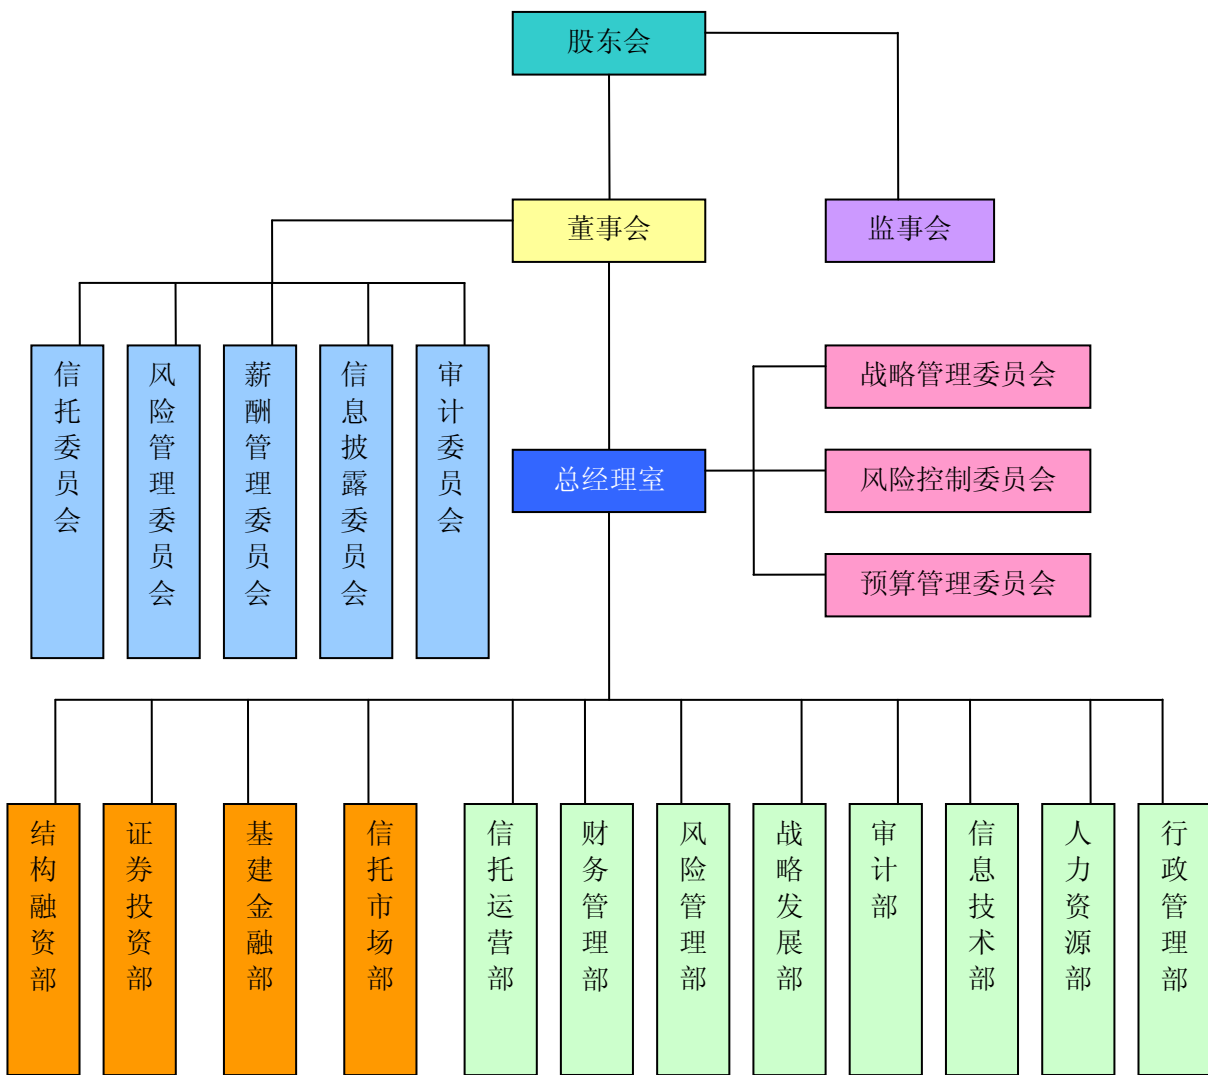 股东会
董事会
监事会
信托委员会
风险管理委员会
薪酬管理委员会
信息披露委员会
审计委员会
战略管理委员会
总经理室
风险控制委员会
预算管理委员会
结构融资部
证券投资部
基建金融部
信托市场部
信托运营部
财务管理部
风险管理部
战略发展部
审计部
信息技术部
人力资源部
行政管理部